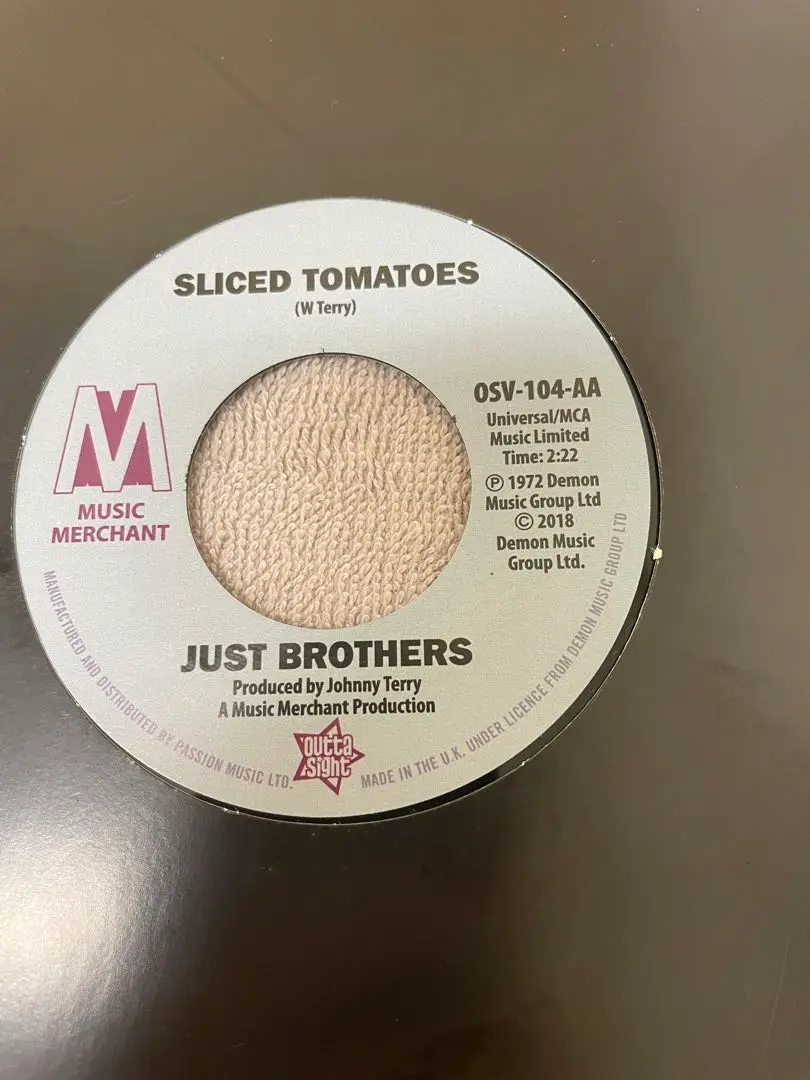 SLICED TOMATOES
(W Terry)
MUSIC
MERCHANT
OSV-104-AA
Universal/MCA
Music Limited
Time: 2:22
℗ 1972 Demon
Music Group Ltd
© 2018
Demon Music
Group Ltd.
JUST BROTHERS
Produced by Johnny Terry
A Music Merchant Production
outta
sight
MANUFACTURED AND DISTRIBUTED BY PASSION MUSIC LTD.
MADE IN THE U.K. UNDER LICENCE FROM DEMON MUSIC GROUP LTD